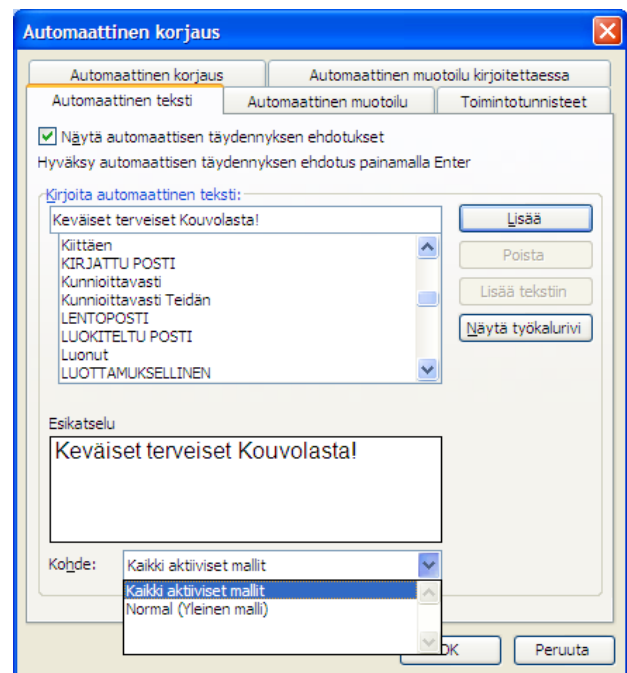 Automaattinen korjaus
Automaattinen korjaus Automaattinen muotoilu kirjoitettaessa
Automaattinen teksti Automaattinen muotoilu Toimintotunnisteet
Näytä automaattisen täydennyksen ehdotukset
Hyväksy automaattisen täydennyksen ehdotus painamalla Enter
Kirjoita automaattinen teksti:
Keväiset terveiset Kouvolasta!
Lisää
Kiittäen
KIRJATTU POSTI
Kunnioittavasti
Kunnioittavasti Teidän
LENTOPOSTI
LUOKITELTU POSTI
Luonut
LUOTTAMUKSELLINEN
Poista
Lisää tekstiin
Näytä työkalurivi
Esikatselu
Keväiset terveiset Kouvolasta!
Kohde: Kaikki aktiiviset mallit
Kaikki aktiiviset mallit
Normal (Yleinen malli)
OK Peruuta